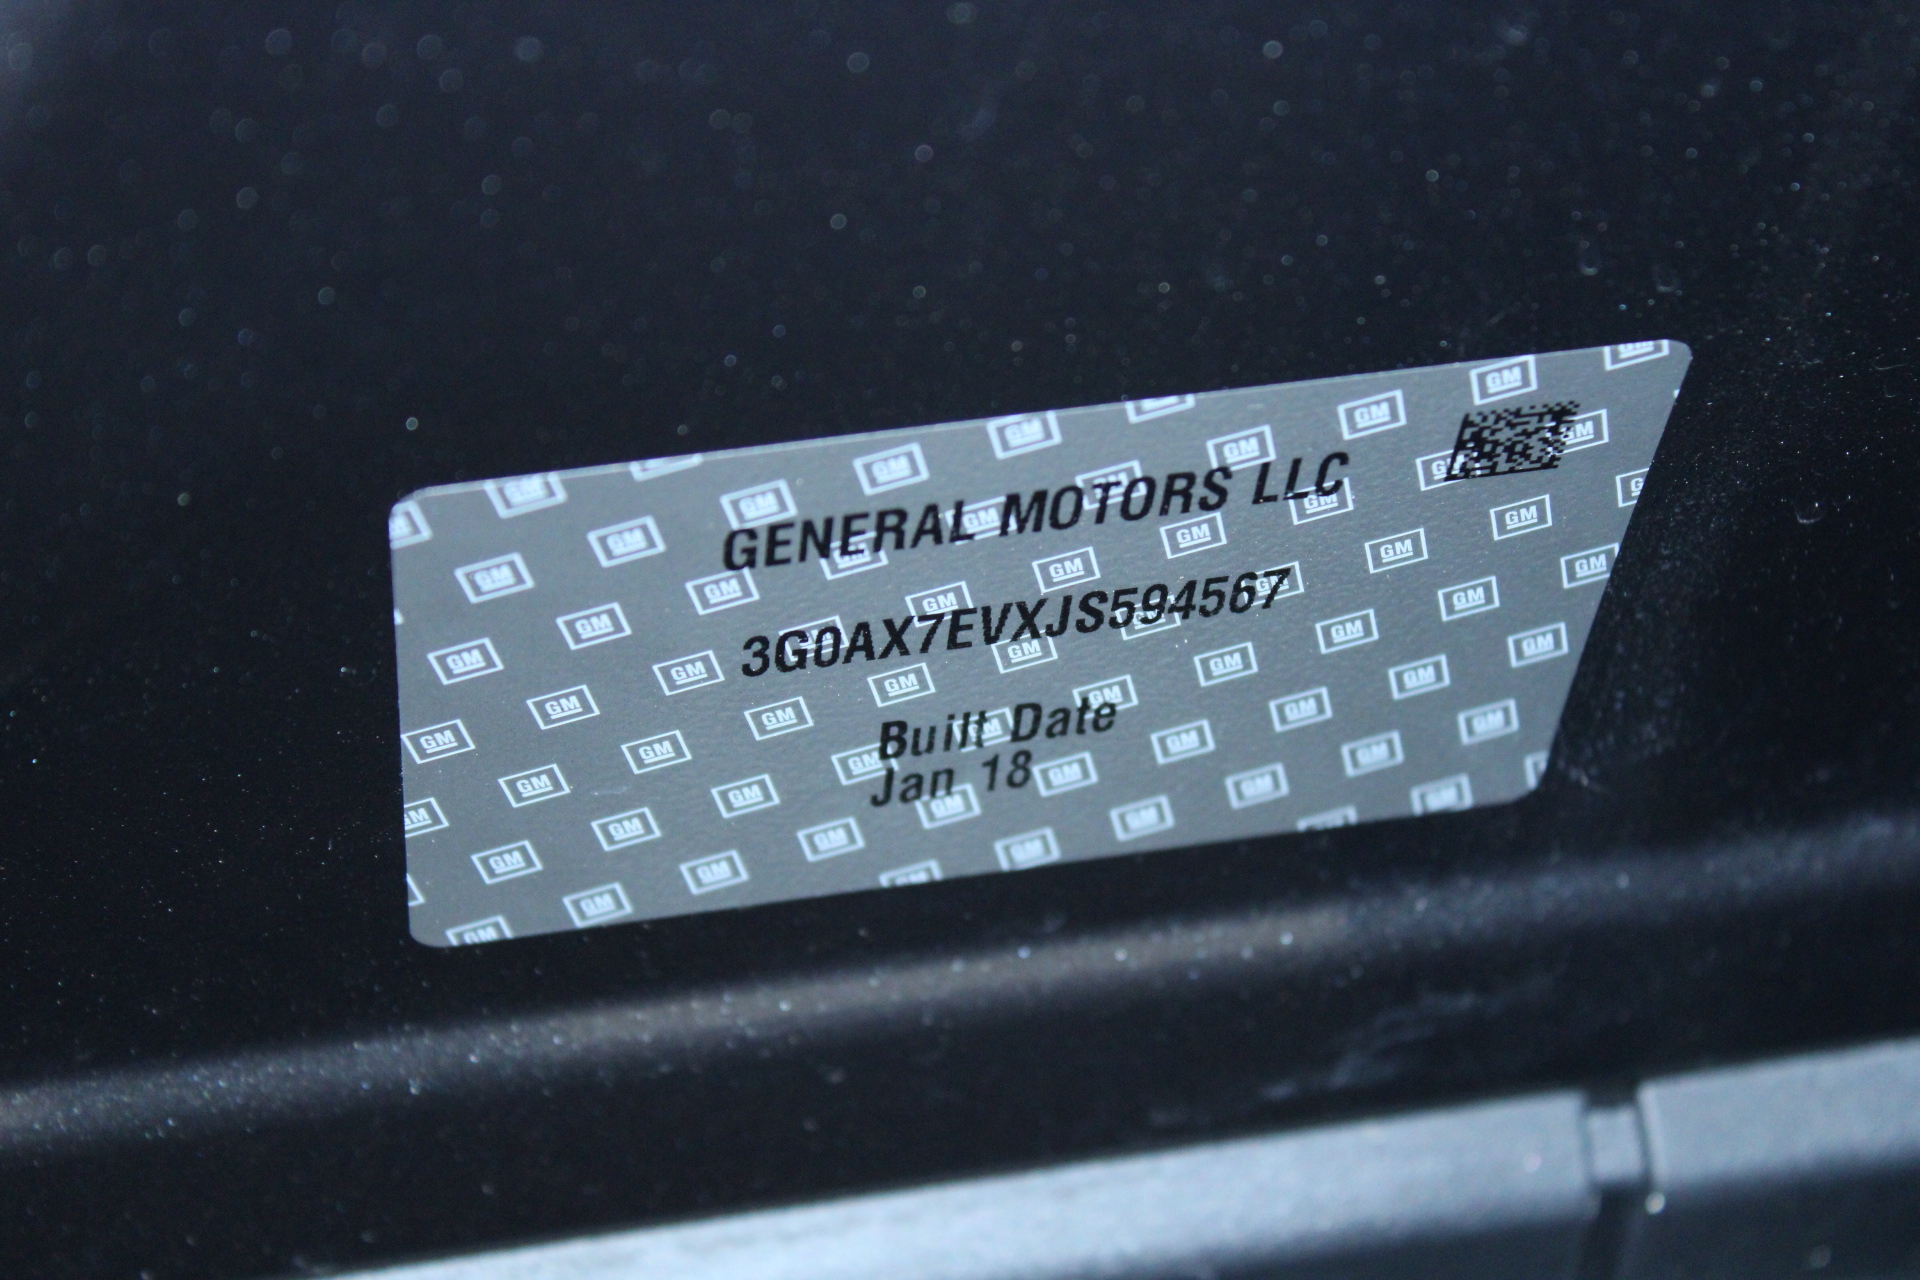 GENERAL MOTORS LLC
3G0AX7EVXJS594567
Built Date
Jan 18